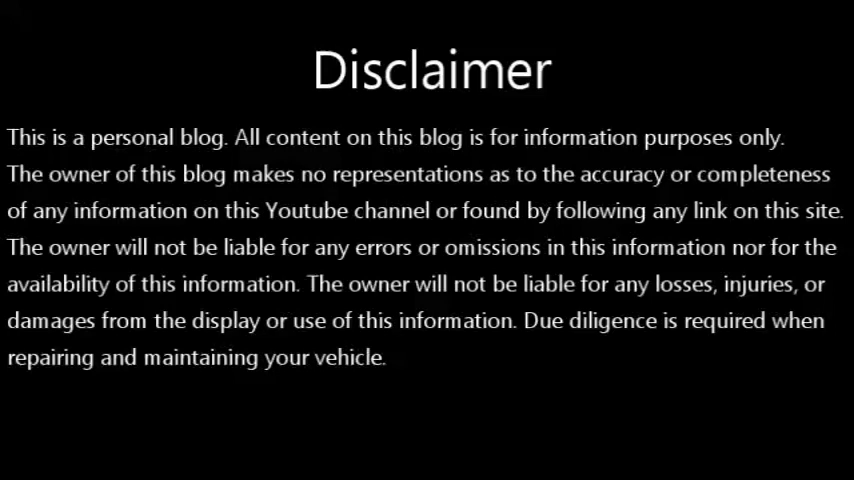 Disclaimer
This is a personal blog. All content on this blog is for information purposes only.
The owner of this blog makes no representations as to the accuracy or completeness
of any information on this Youtube channel or found by following any link on this site.
The owner will not be liable for any errors or omissions in this information nor for the
availability of this information. The owner will not be liable for any losses, injuries, or
damages from the display or use of this information. Due diligence is required when
repairing and maintaining your vehicle.